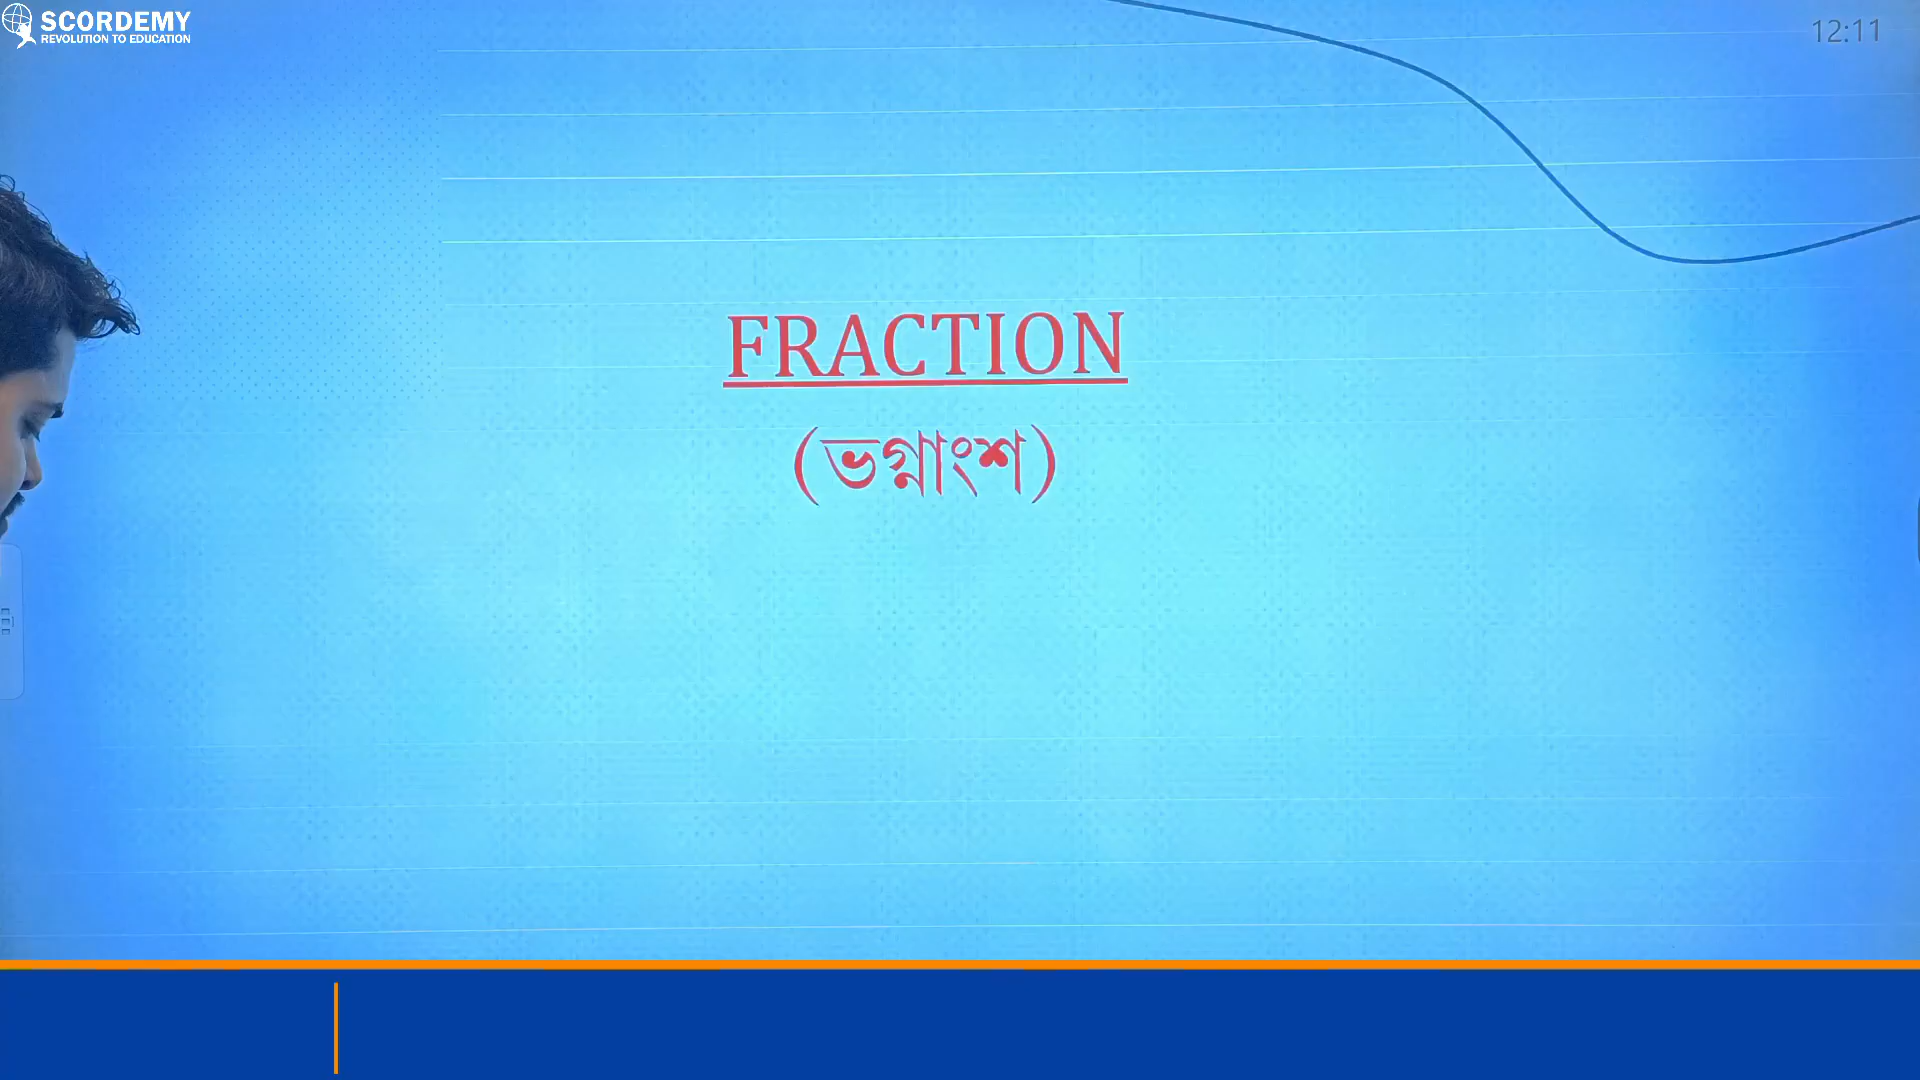 SCORDEMY
REVOLUTION TO EDUCATION
12:11
FRACTION
(ভগ্নাংশ)